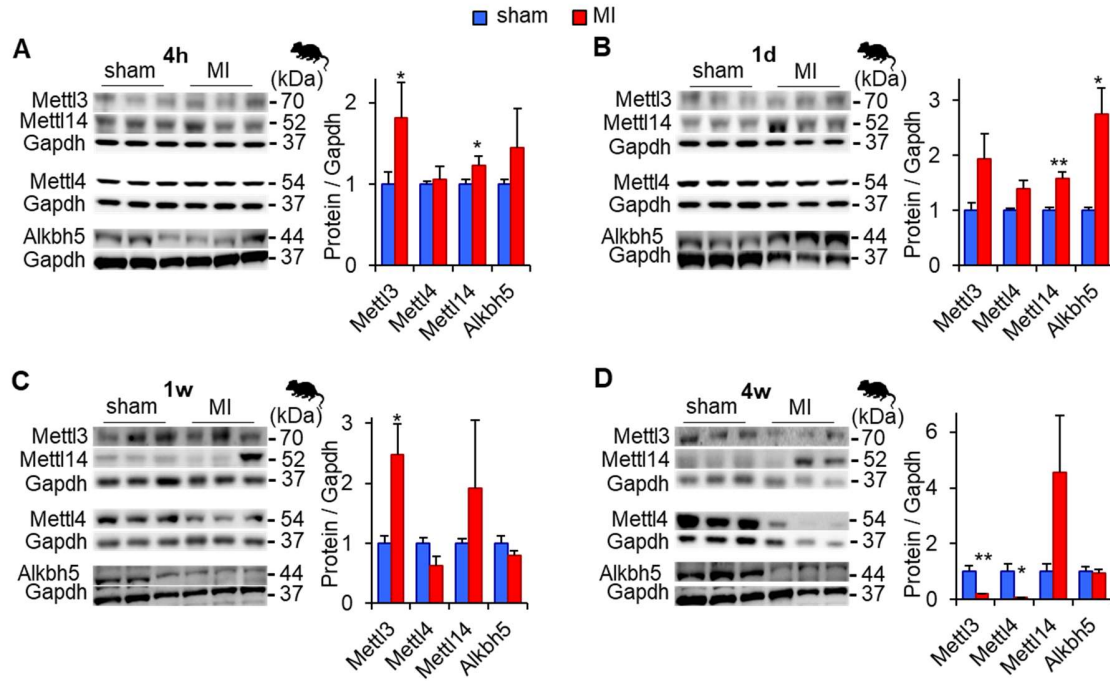 sham MI
A 4h
sham MI (kDa)
Mettl3 - 70
Mettl14 - 52
Gapdh - 37
Mettl4 - 54
Gapdh - 37
Alkbh5 - 44
Gapdh - 37
Protein / Gapdh
2
1
0
* *
Mettl3 Mettl4 Mettl14 Alkbh5
B 1d
sham MI (kDa)
Mettl3 - 70
Mettl14 - 52
Gapdh - 37
Mettl4 - 54
Gapdh - 37
Alkbh5 - 44
Gapdh - 37
Protein / Gapdh
3
2
1
0
** *
Mettl3 Mettl4 Mettl14 Alkbh5
C 1w
sham MI (kDa)
Mettl3 - 70
Mettl14 - 52
Gapdh - 37
Mettl4 - 54
Gapdh - 37
Alkbh5 - 44
Gapdh - 37
Protein / Gapdh
3
2
1
0
*
Mettl3 Mettl4 Mettl14 Alkbh5
D 4w
sham MI (kDa)
Mettl3 - 70
Mettl14 - 52
Gapdh - 37
Mettl4 - 54
Gapdh - 37
Alkbh5 - 44
Gapdh - 37
Protein / Gapdh
6
4
2
0
** *
Mettl3 Mettl4 Mettl14 Alkbh5